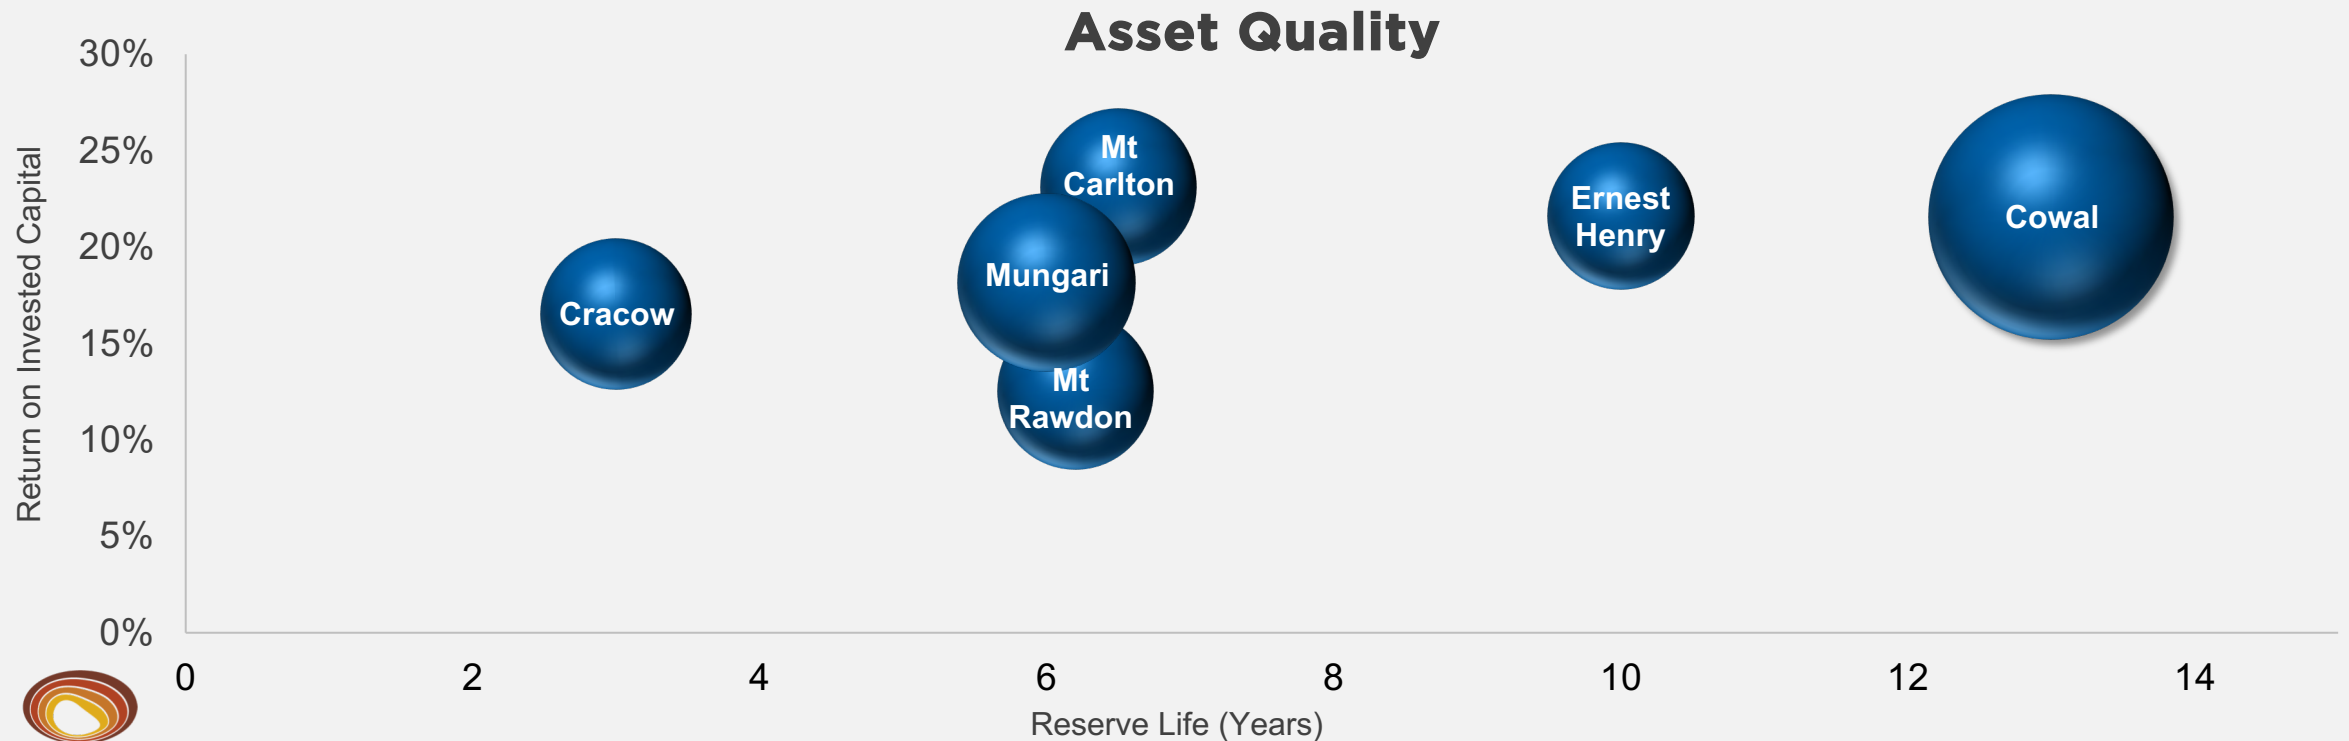 Asset Quality
30%
25%
20%
15%
10%
5%
0%
Return on Invested Capital
Mt
Carlton
Ernest
Henry
Cowal
Mungari
Cracow
Mt
Rawdon
0 2 4 6 8 10 12 14
Reserve Life (Years)